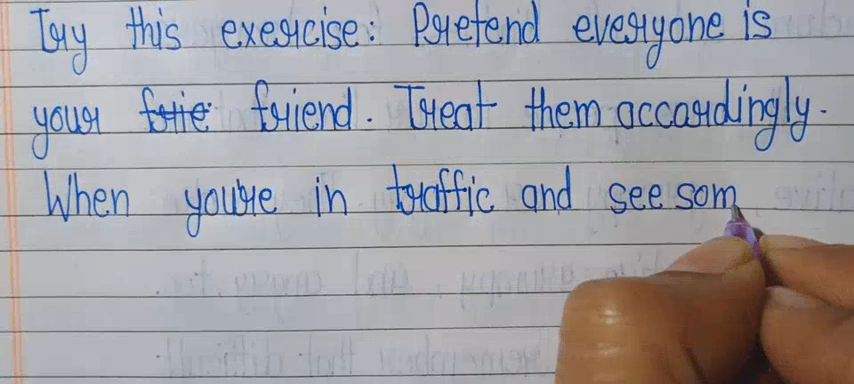 Try this exercise: Pretend everyone is
your frie friend. Treat them accordingly.
When you're in traffic and see som